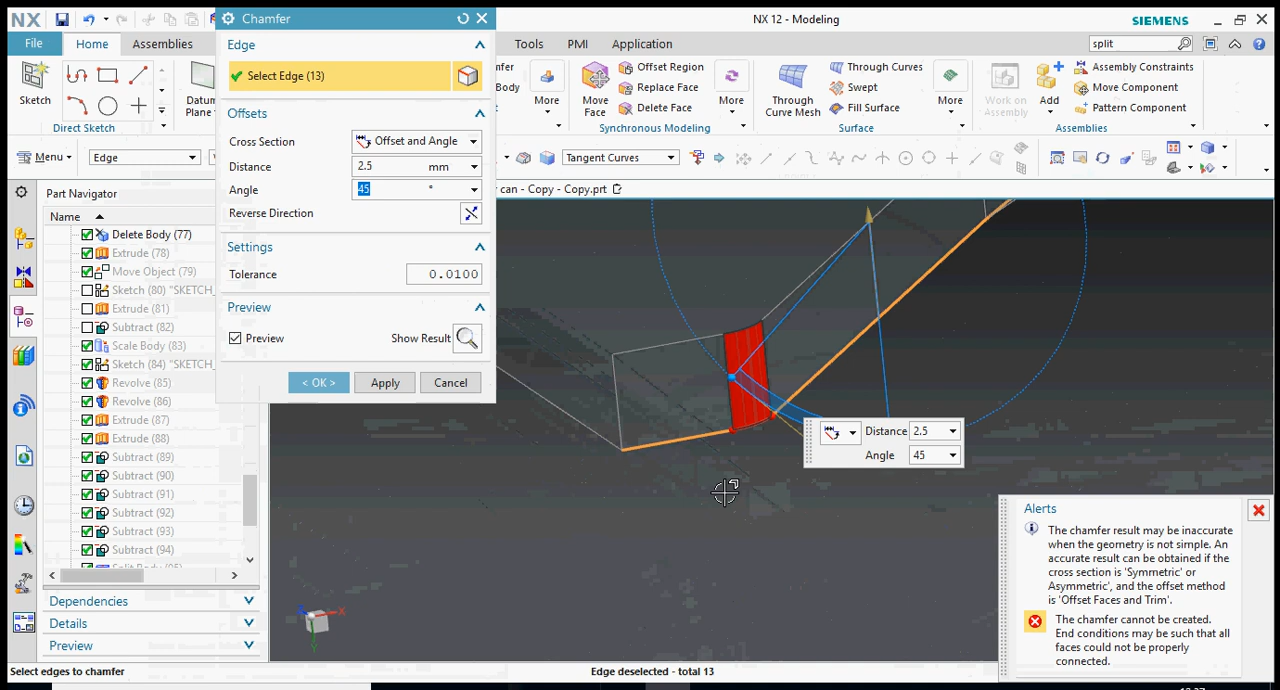 NX
Chamfer
NX 12 - Modeling
SIEMENS
File
Home
Assemblies
Tools
PMI
Application
split
Sketch
Direct Sketch
Datum
Plane
Body
More
Move
Face
Offset Region
Replace Face
Delete Face
More
Synchronous Modeling
Through
Curve Mesh
Through Curves
Swept
Fill Surface
More
Surface
Work on
Assembly
Add
Assembly Constraints
Move Component
Pattern Component
Assemblies
Menu
Edge
Tangent Curves
Edge
Select Edge (13)
Offsets
Cross Section
Offset and Angle
Distance
2.5 mm
Angle
45 °
Reverse Direction
Settings
Tolerance
0.0100
Preview
Preview
Show Result
< OK >
Apply
Cancel
can - Copy - Copy.prt
Part Navigator
Name
Delete Body (77)
Extrude (78)
Move Object (79)
Sketch (80) "SKETCH_
Extrude (81)
Subtract (82)
Scale Body (83)
Sketch (84) "SKETCH_
Revolve (85)
Revolve (86)
Extrude (87)
Extrude (88)
Subtract (89)
Subtract (90)
Subtract (91)
Subtract (92)
Subtract (93)
Subtract (94)
Dependencies
Details
Preview
Distance 2.5
Angle 45
X
Y
Alerts
The chamfer result may be inaccurate
when the geometry is not simple. An
accurate result can be obtained if the
cross section is 'Symmetric' or
Asymmetric', and the offset method
is 'Offset Faces and Trim'.
The chamfer cannot be created.
End conditions may be such that all
faces could not be properly
connected.
Select edges to chamfer
Edge deselected - total 13